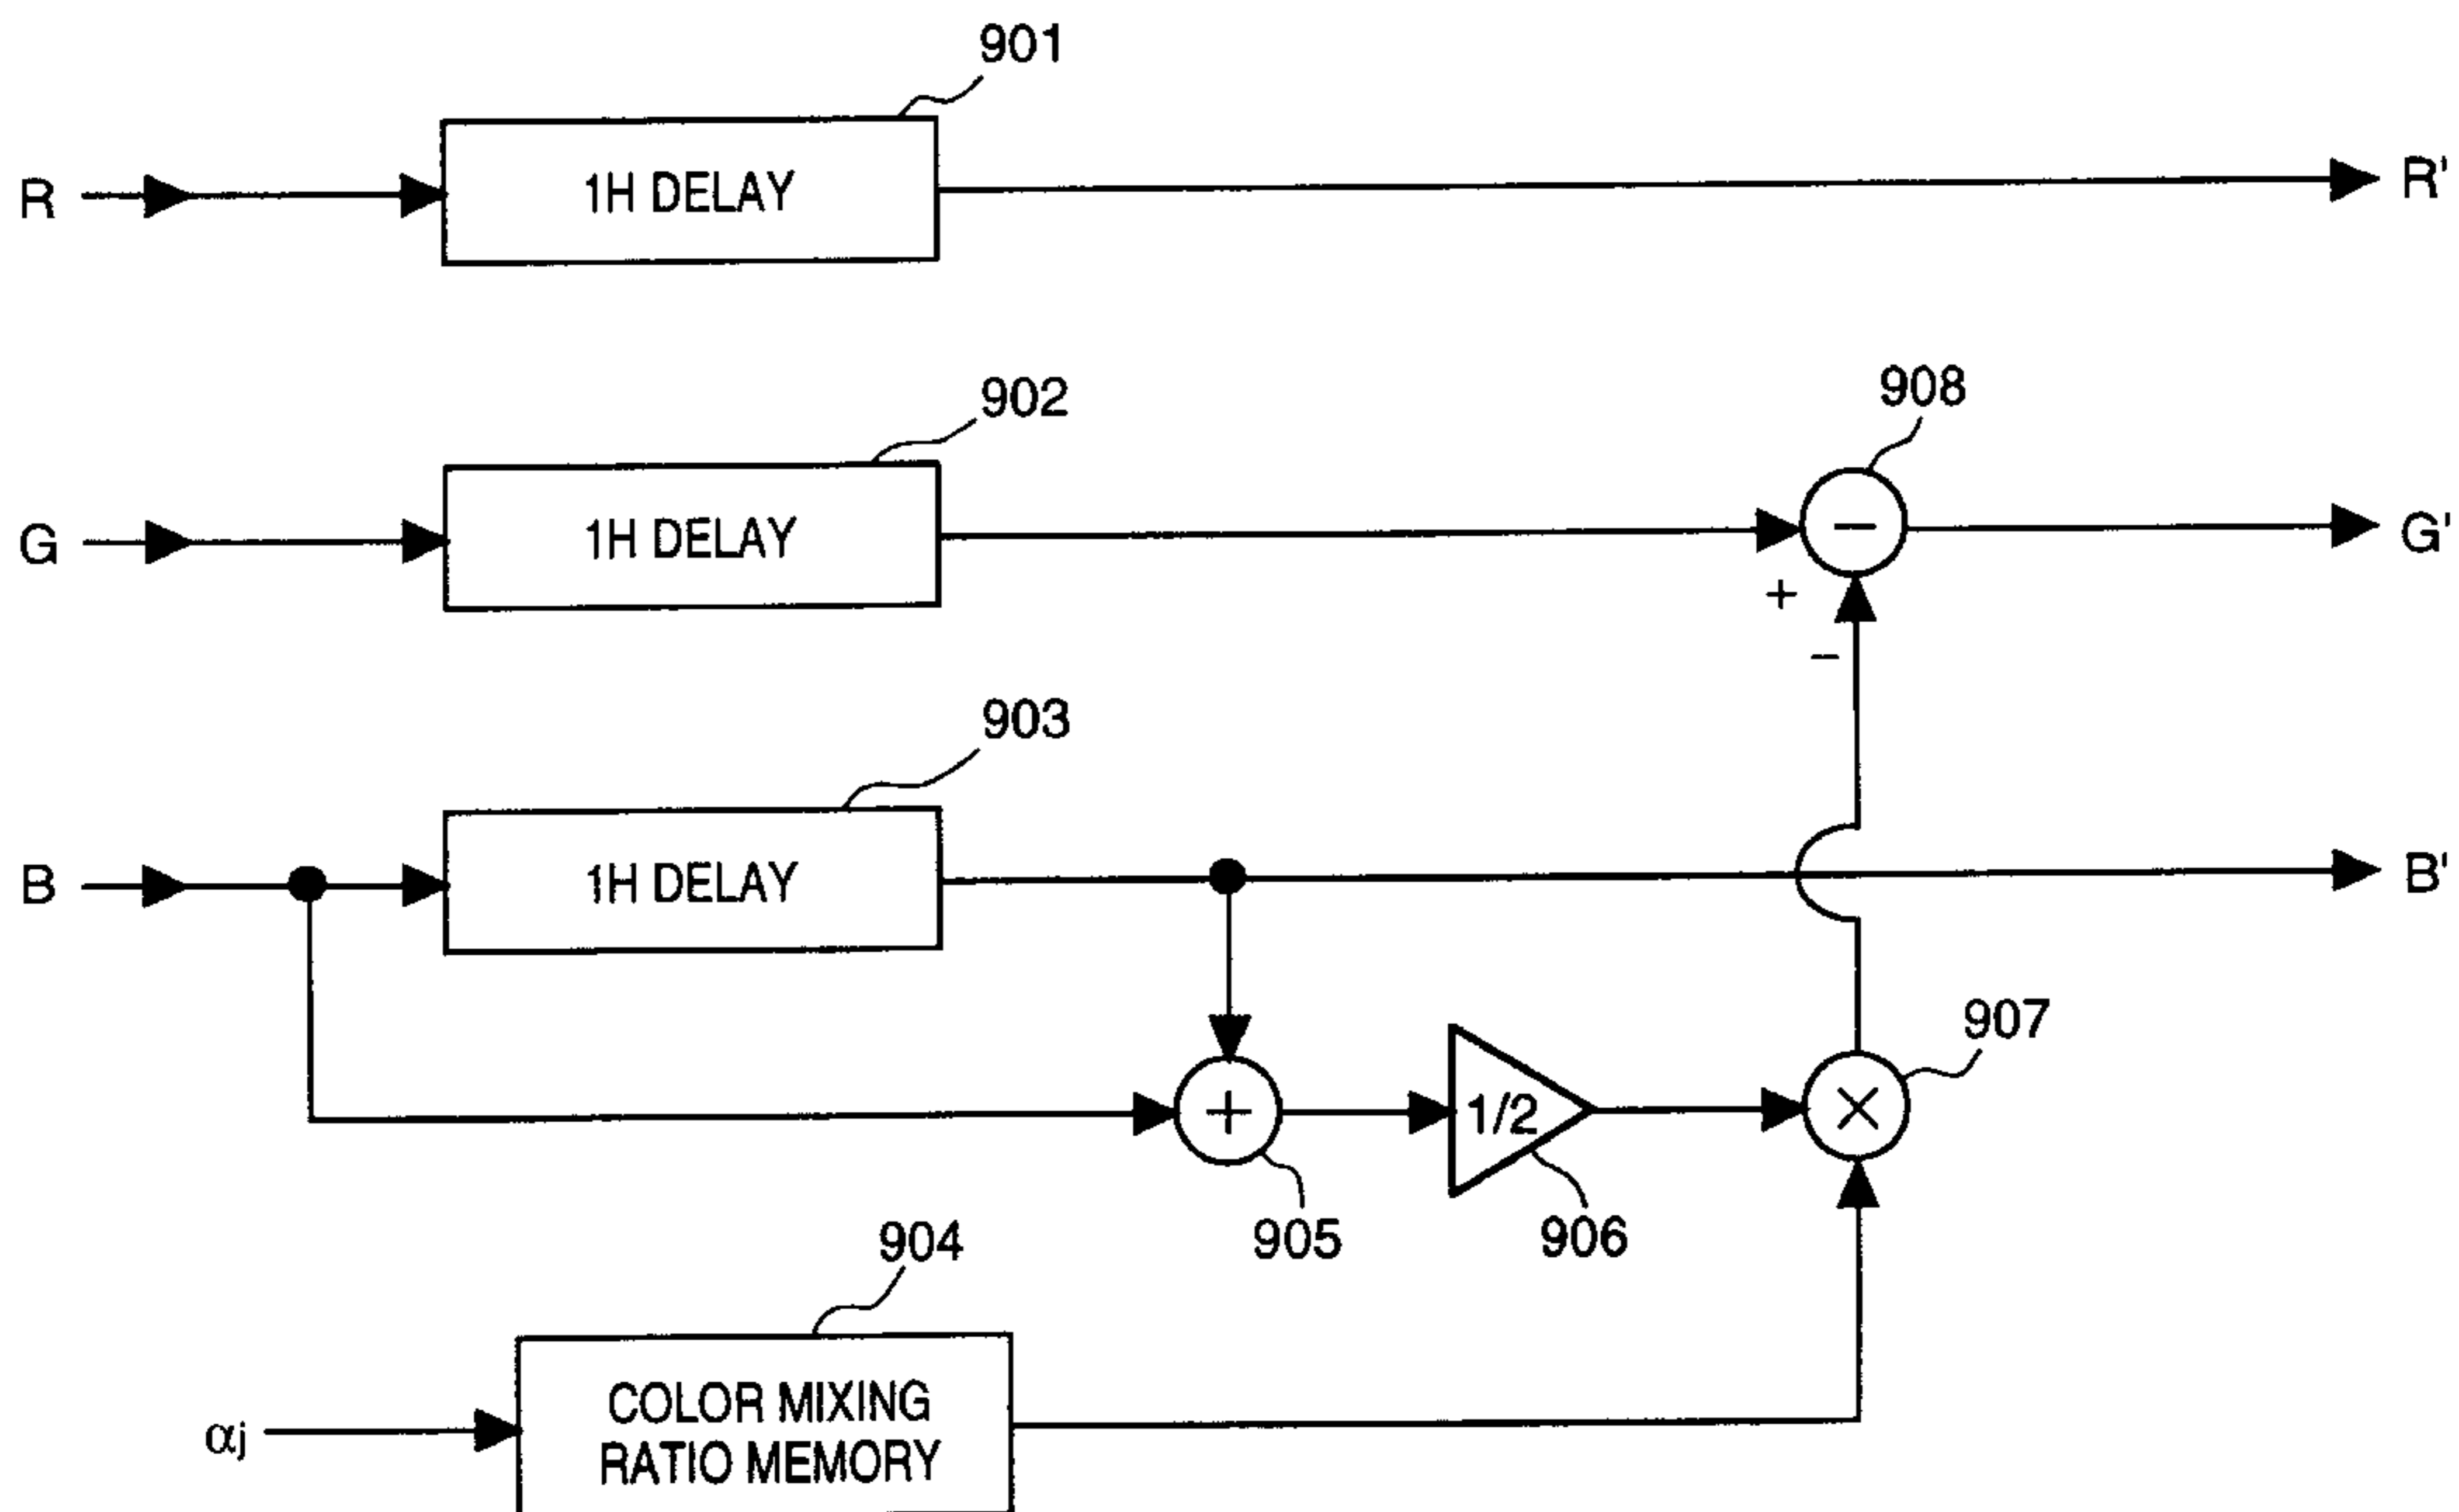 901
R
1H DELAY
R'
902
908
G
1H DELAY
−
G'
+
−
903
B
1H DELAY
B'
907
+
1/2
×
905
906
904
αj
COLOR MIXING
RATIO MEMORY